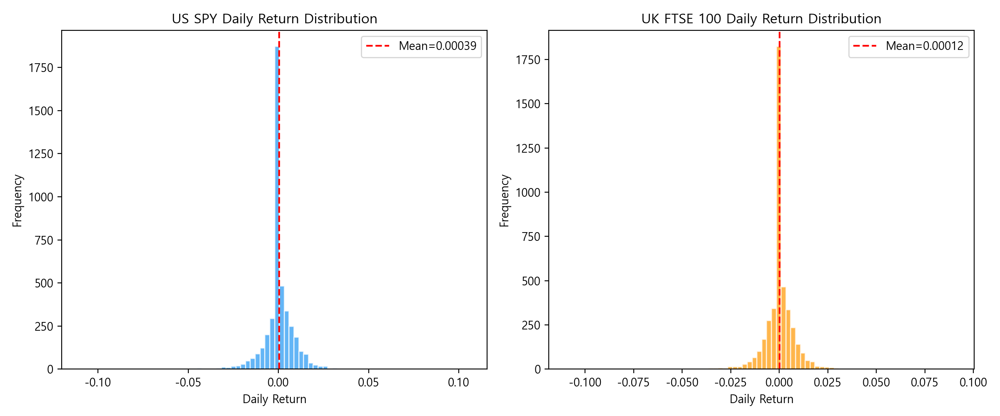 US SPY Daily Return Distribution
Mean=0.00039
Frequency
1750
1500
1250
1000
750
500
250
0
-0.10 -0.05 0.00 0.05 0.10
Daily Return
UK FTSE 100 Daily Return Distribution
Mean=0.00012
Frequency
1750
1500
1250
1000
750
500
250
0
-0.100 -0.075 -0.050 -0.025 0.000 0.025 0.050 0.075 0.100
Daily Return